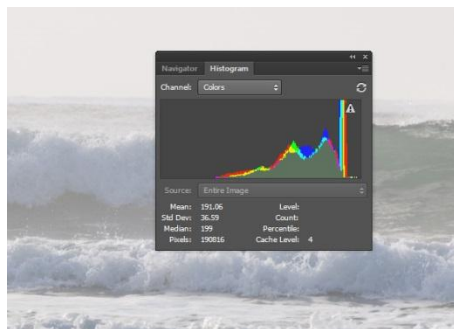 Navigator Histogram
Channel: Colors
Source: Entire Image
Mean: 191.06 Level:
Std Dev: 36.59 Count:
Median: 199 Percentile:
Pixels: 190816 Cache Level: 4